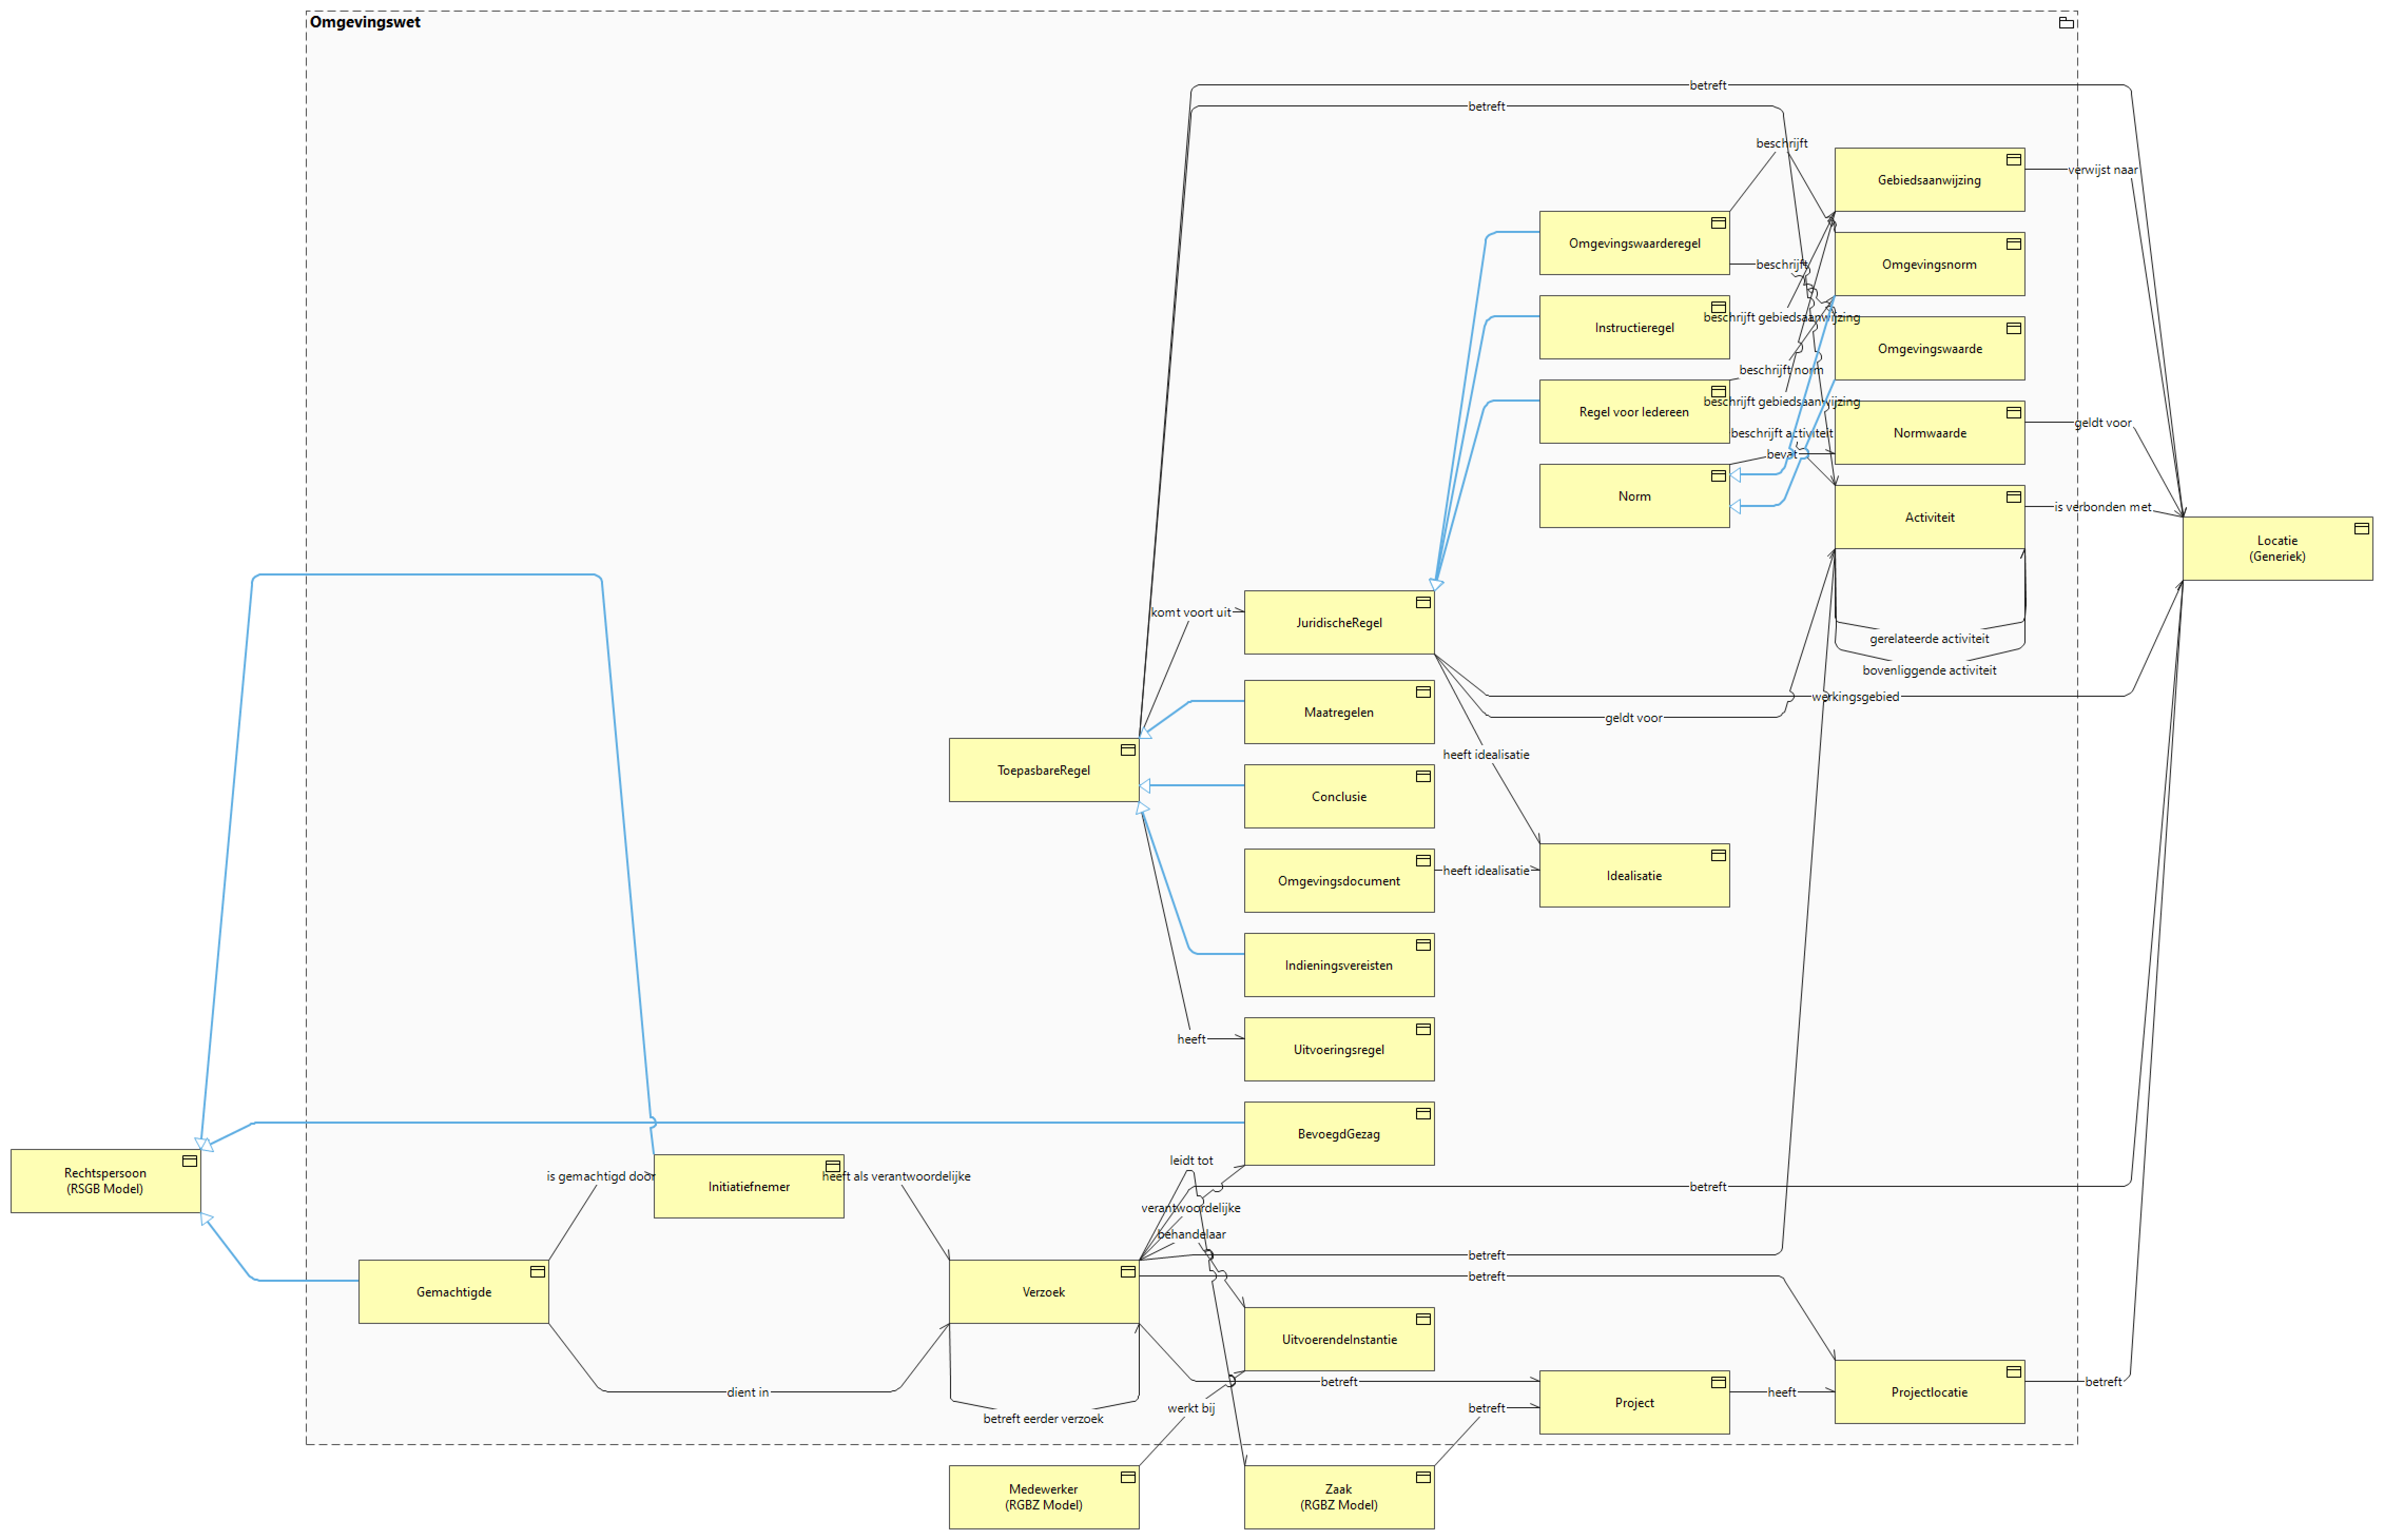 Omgevingswet
betreft
betreft
beschrijft
Gebiedsaanwijzing
verwijst naar
Omgevingswaarderegel
beschrijft
Omgevingsnorm
Instructieregel
beschrijft gebiedsaanwijzing
Omgevingswaarde
beschrijft norm
Regel voor Iedereen
beschrijft gebiedsaanwijzing
beschrijft activiteit
Normwaarde
geldt voor
bevat
Norm
Activiteit
is verbonden met
Locatie
(Generiek)
komt voort uit
JuridischeRegel
gerelateerde activiteit
bovenliggende activiteit
werkingsgebied
Maatregelen
geldt voor
heeft idealisatie
ToepasbareRegel
Conclusie
Omgevingsdocument
heeft idealisatie
Idealisatie
Indieningsvereisten
heeft
Uitvoeringsregel
BevoegdGezag
leidt tot
Rechtspersoon
(RSGB Model)
is gemachtigd door
Initiatiefnemer
heeft als verantwoordelijke
betreft
verantwoordelijke
behandelaar
betreft
betreft
Gemachtigde
Verzoek
UitvoerendeInstantie
betreft
dient in
betreft eerder verzoek
werkt bij
betreft
Project
heeft
Projectlocatie
betreft
Medewerker
(RGBZ Model)
Zaak
(RGBZ Model)